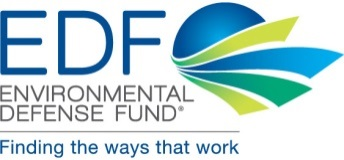 EDF
ENVIRONMENTAL
DEFENSE FUND®
Finding the ways that work